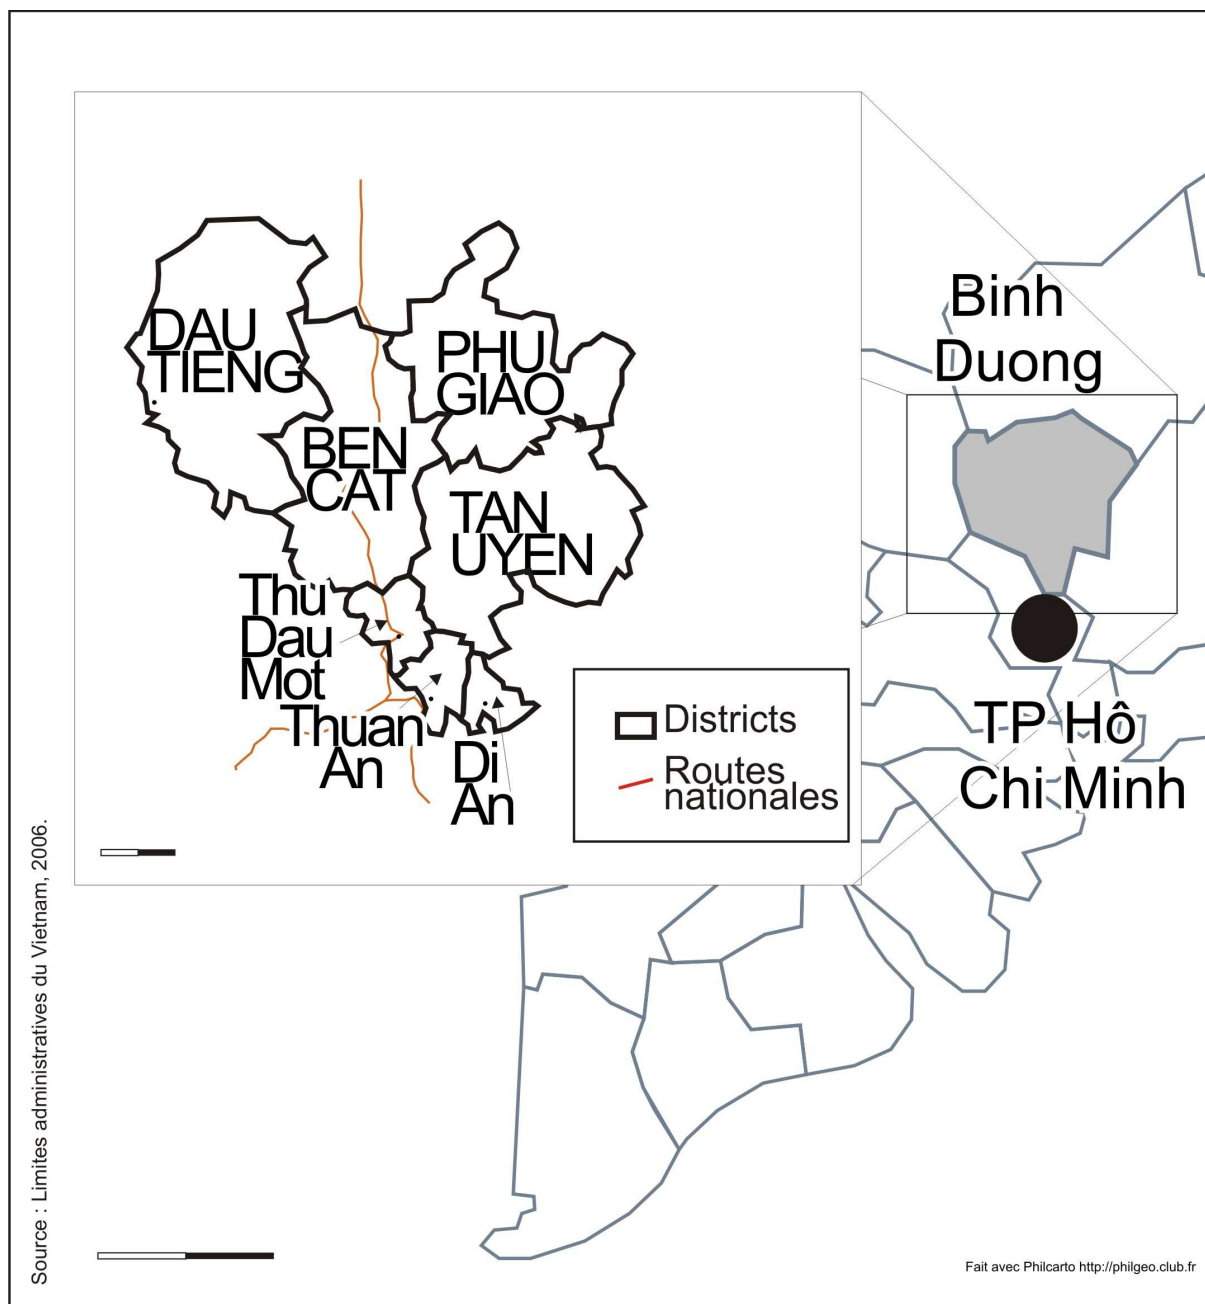 Binh
Duong
DAU
TIENG
PHU
GIAO
BEN
CAT
TAN
UYEN
Thu
Dau
Mot
Thuan
An
Di
An
Districts
Routes
nationales
TP Hô
Chi Minh
Source : Limites administratives du Vietnam, 2006.
Fait avec Philcarto http://philgeo.club.fr